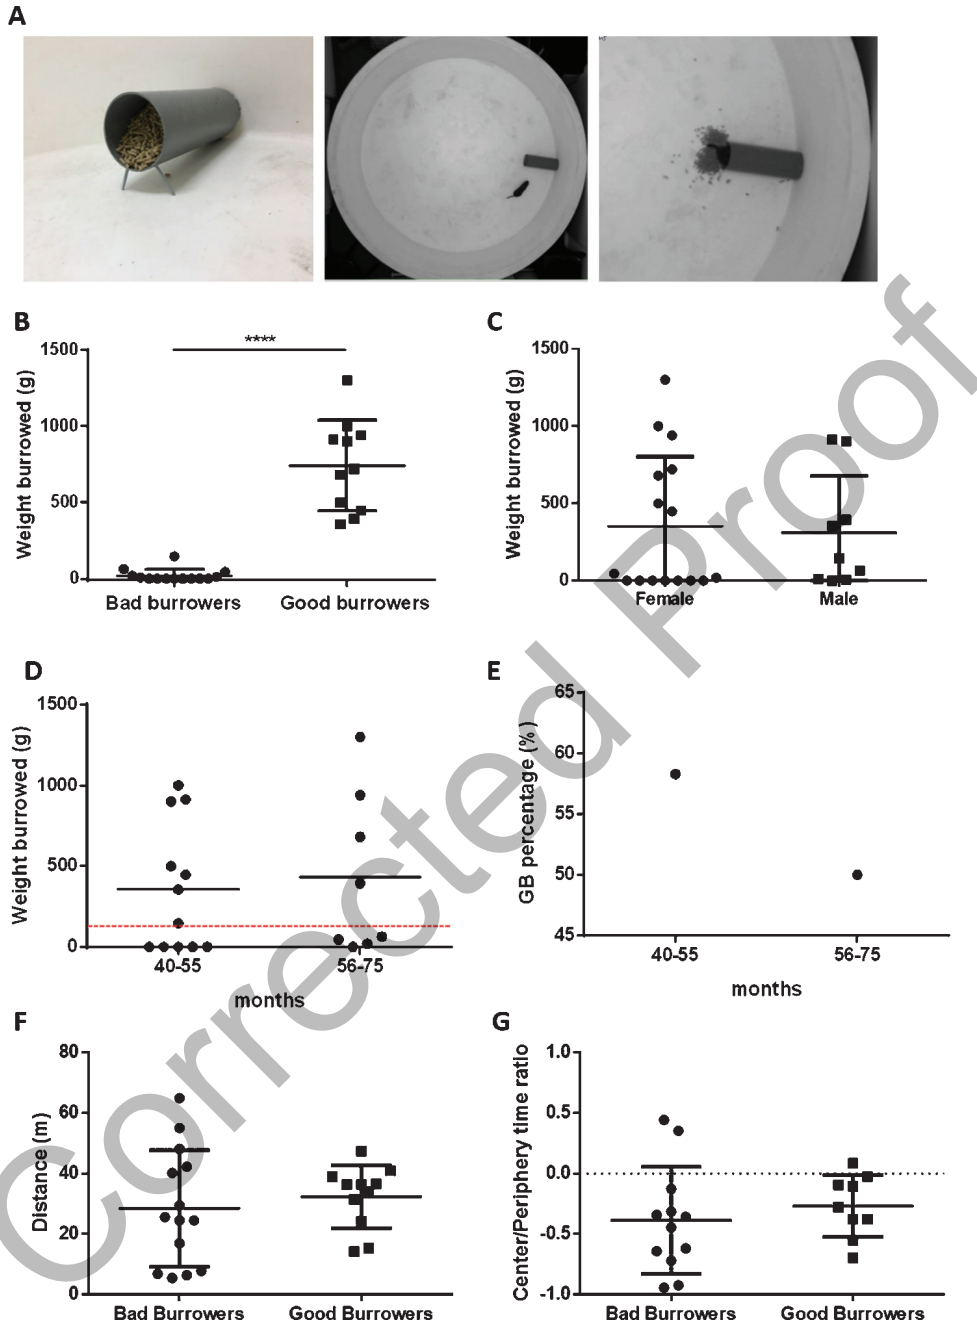 A
B
1500
1000
500
0
Weight burrowed (g)
****
Bad burrowers
Good burrowers
C
1500
1000
500
0
Weight burrowed (g)
Female
Male
D
1500
1000
500
0
Weight burrowed (g)
40-55
56-75
months
E
65
60
55
50
45
GB percentage (%)
40-55
56-75
months
F
80
60
40
20
0
Distance (m)
Bad Burrowers
Good Burrowers
G
1.0
0.5
0.0
-0.5
-1.0
Center/Periphery time ratio
Bad Burrowers
Good Burrowers
Corrected Proof